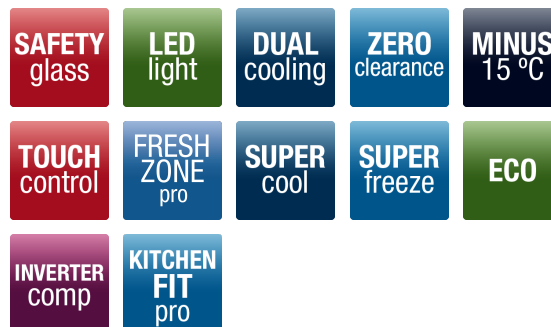 SAFETY
glass
LED
light
DUAL
cooling
ZERO
clearance
MINUS
15 ºC
TOUCH
control
FRESH
ZONE
pro
SUPER
cool
SUPER
freeze
ECO
INVERTER
comp
KITCHEN
FIT
pro